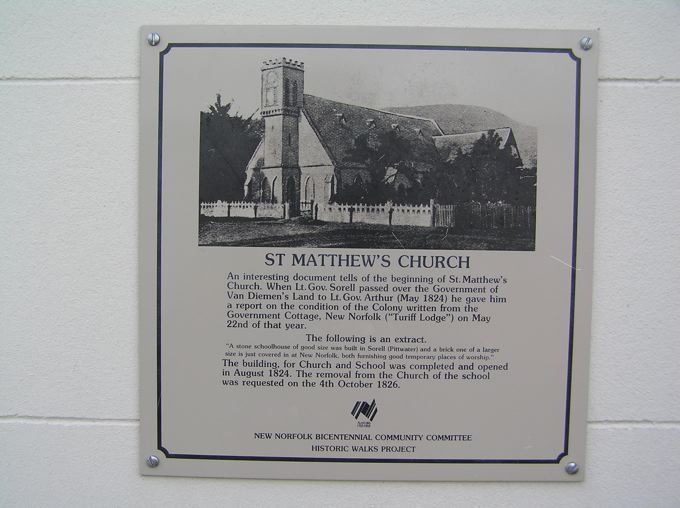 ST MATTHEW'S CHURCH
An interesting document tells of the beginning of St. Matthew's
Church. When Lt. Gov. Sorell passed over the Government of
Van Diemen's Land to Lt. Gov. Arthur (May 1824) he gave him
a report on the condition of the Colony written from the
Government Cottage, New Norfolk ("Turiff Lodge") on May
22nd of that year.
The following is an extract.
"A stone schoolhouse of good size was built in Sorell (Pittwater) and a brick one of a larger
size is just covered in at New Norfolk, both furnishing good temporary places of worship."
The building, for Church and School was completed and opened
in August 1824. The removal from the Church of the school
was requested on the 4th October 1826.
NEW NORFOLK BICENTENNIAL COMMUNITY COMMITTEE
HISTORIC WALKS PROJECT